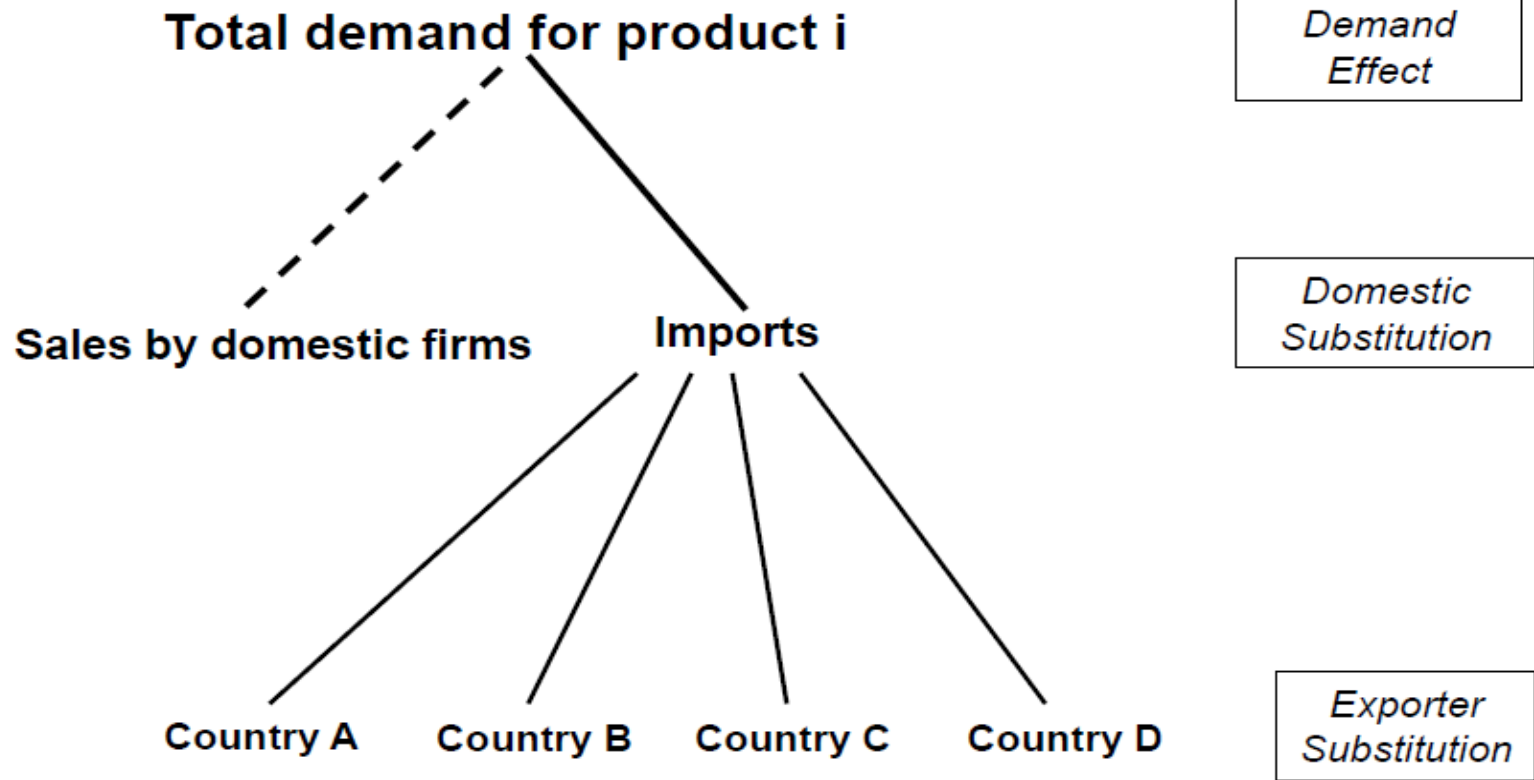 Total demand for product i
Demand
Effect
Sales by domestic firms
Imports
Domestic
Substitution
Country A
Country B
Country C
Country D
Exporter
Substitution